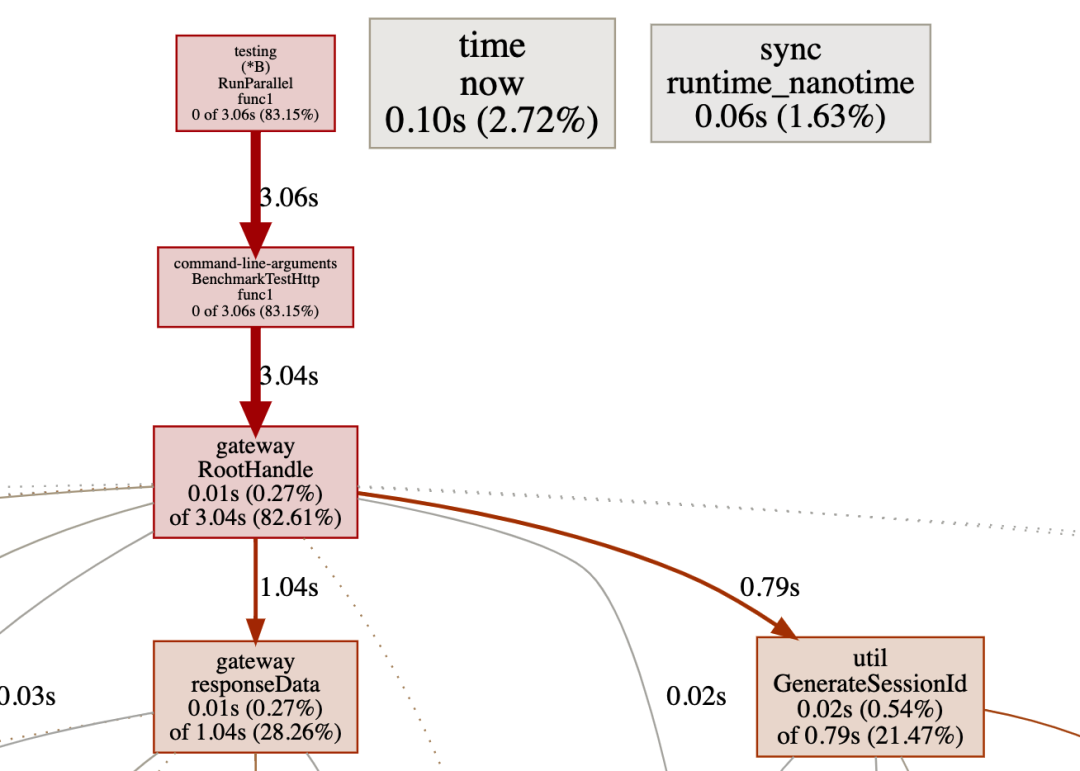 testing
(*B)
RunParallel
func1
0 of 3.06s (83.15%)
time
now
0.10s (2.72%)
sync
runtime_nanotime
0.06s (1.63%)
3.06s
command-line-arguments
BenchmarkTestHttp
func1
0 of 3.06s (83.15%)
3.04s
gateway
RootHandle
0.01s (0.27%)
of 3.04s (82.61%)
1.04s
0.79s
gateway
responseData
0.01s (0.27%)
of 1.04s (28.26%)
0.03s
0.02s
util
GenerateSessionId
0.02s (0.54%)
of 0.79s (21.47%)